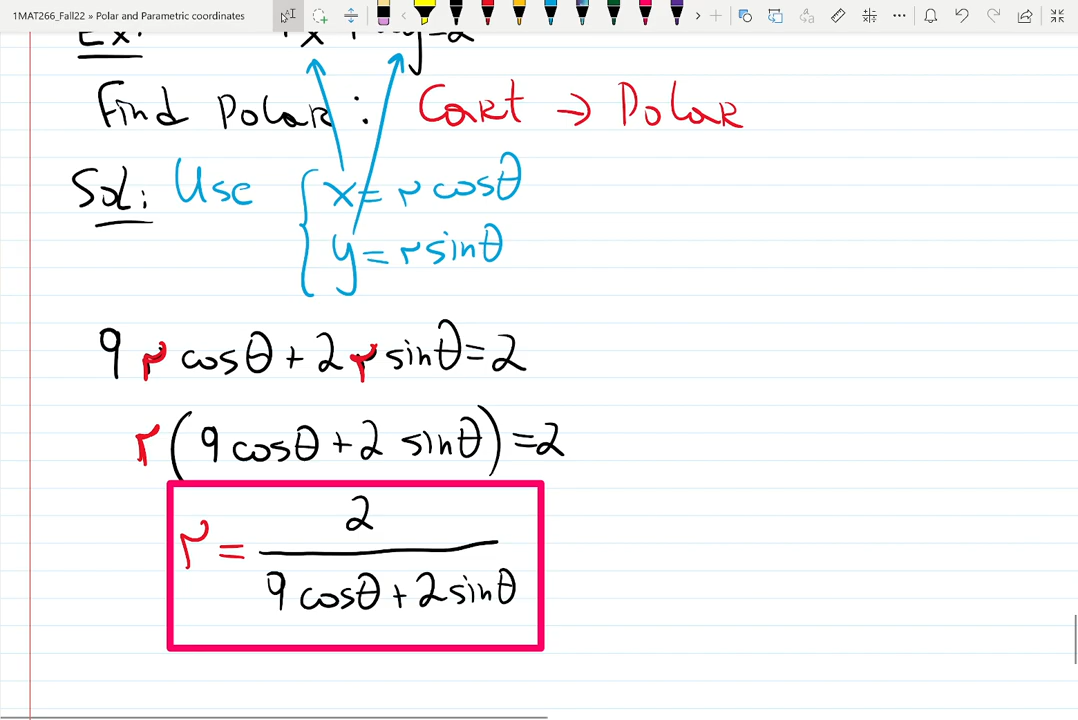 1MAT266_Fall22 » Polar and Parametric coordinates
Ex:
Find Polar: Cart → Polar
Sol: Use { x = r cosθ
y = r sinθ
9 r cosθ + 2 r sinθ = 2
r (9 cosθ + 2 sinθ) = 2
r = 2 / (9 cosθ + 2 sinθ)